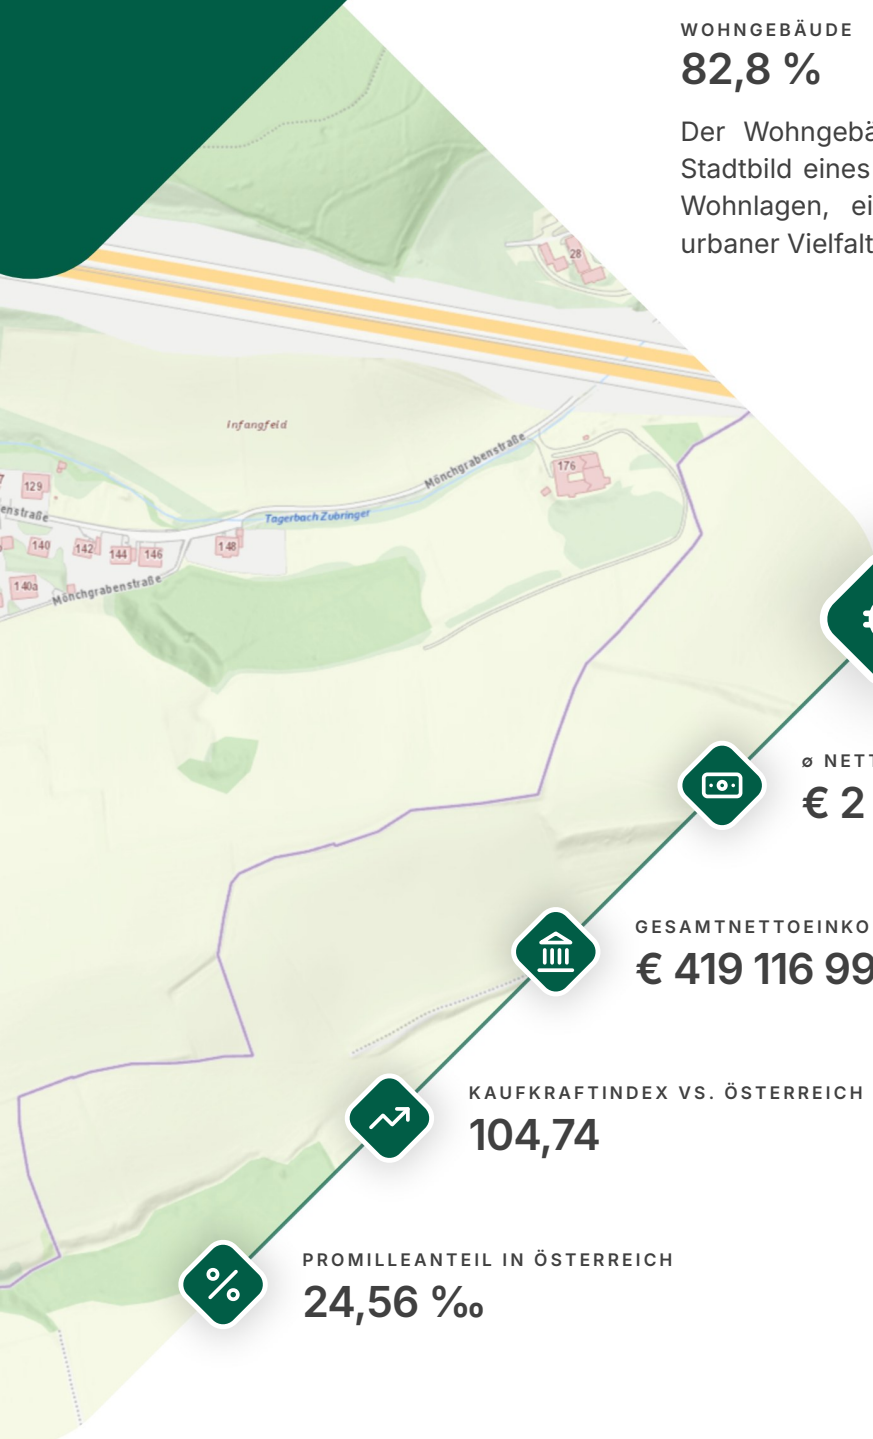 WOHNGEBÄUDE
82,8 %
Der Wohngebä
Stadtbild eines
Wohnlagen, ei
urbaner Vielfalt
28
Infangfeld
Mönchgrabenstraße
176
7
129
enstraße
Tagerbach Zubringer
140
142
144
146
148
140a
Mönchgrabenstraße
ø NETT
€ 2
GESAMTNETTOEINKO
€ 419 116 99
KAUFKRAFTINDEX VS. ÖSTERREICH
104,74
PROMILLEANTEIL IN ÖSTERREICH
24,56 ‰